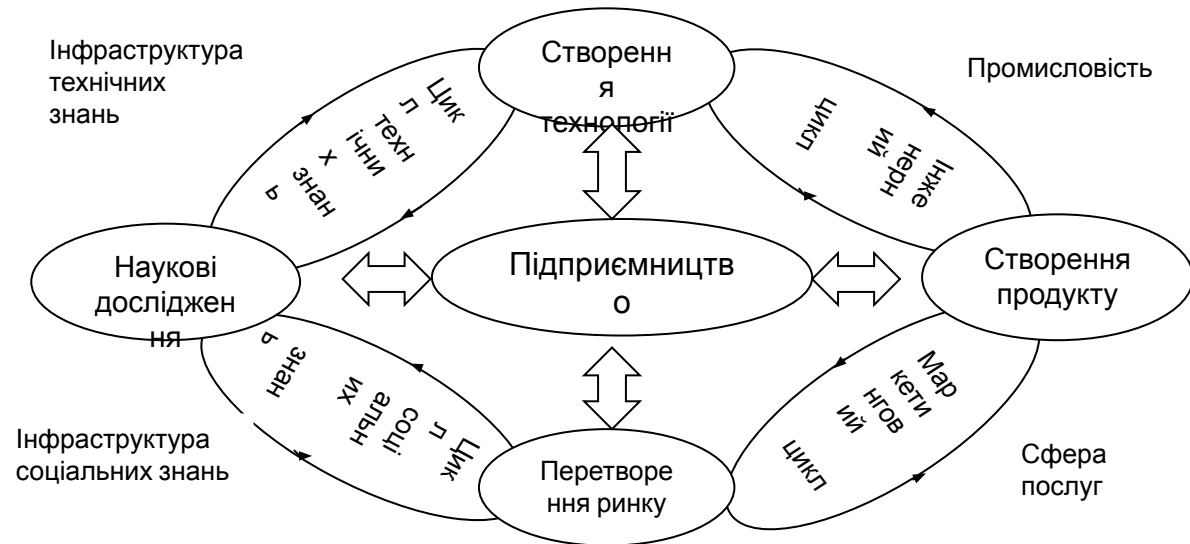 Інфраструктура
технічних
знань
Створенн
я
технології
Промисловість
Цик
л
техн
ічни
х
знан
ь
Інже
нерн
ий
цикл
Наукові
досліджен
ня
Підприємництв
о
Створення
продукту
Цик
л
соці
альн
их
знан
ь
Мар
кети
нгов
ий
цикл
Інфраструктура
соціальних знань
Перетворе
ння ринку
Сфера
послуг